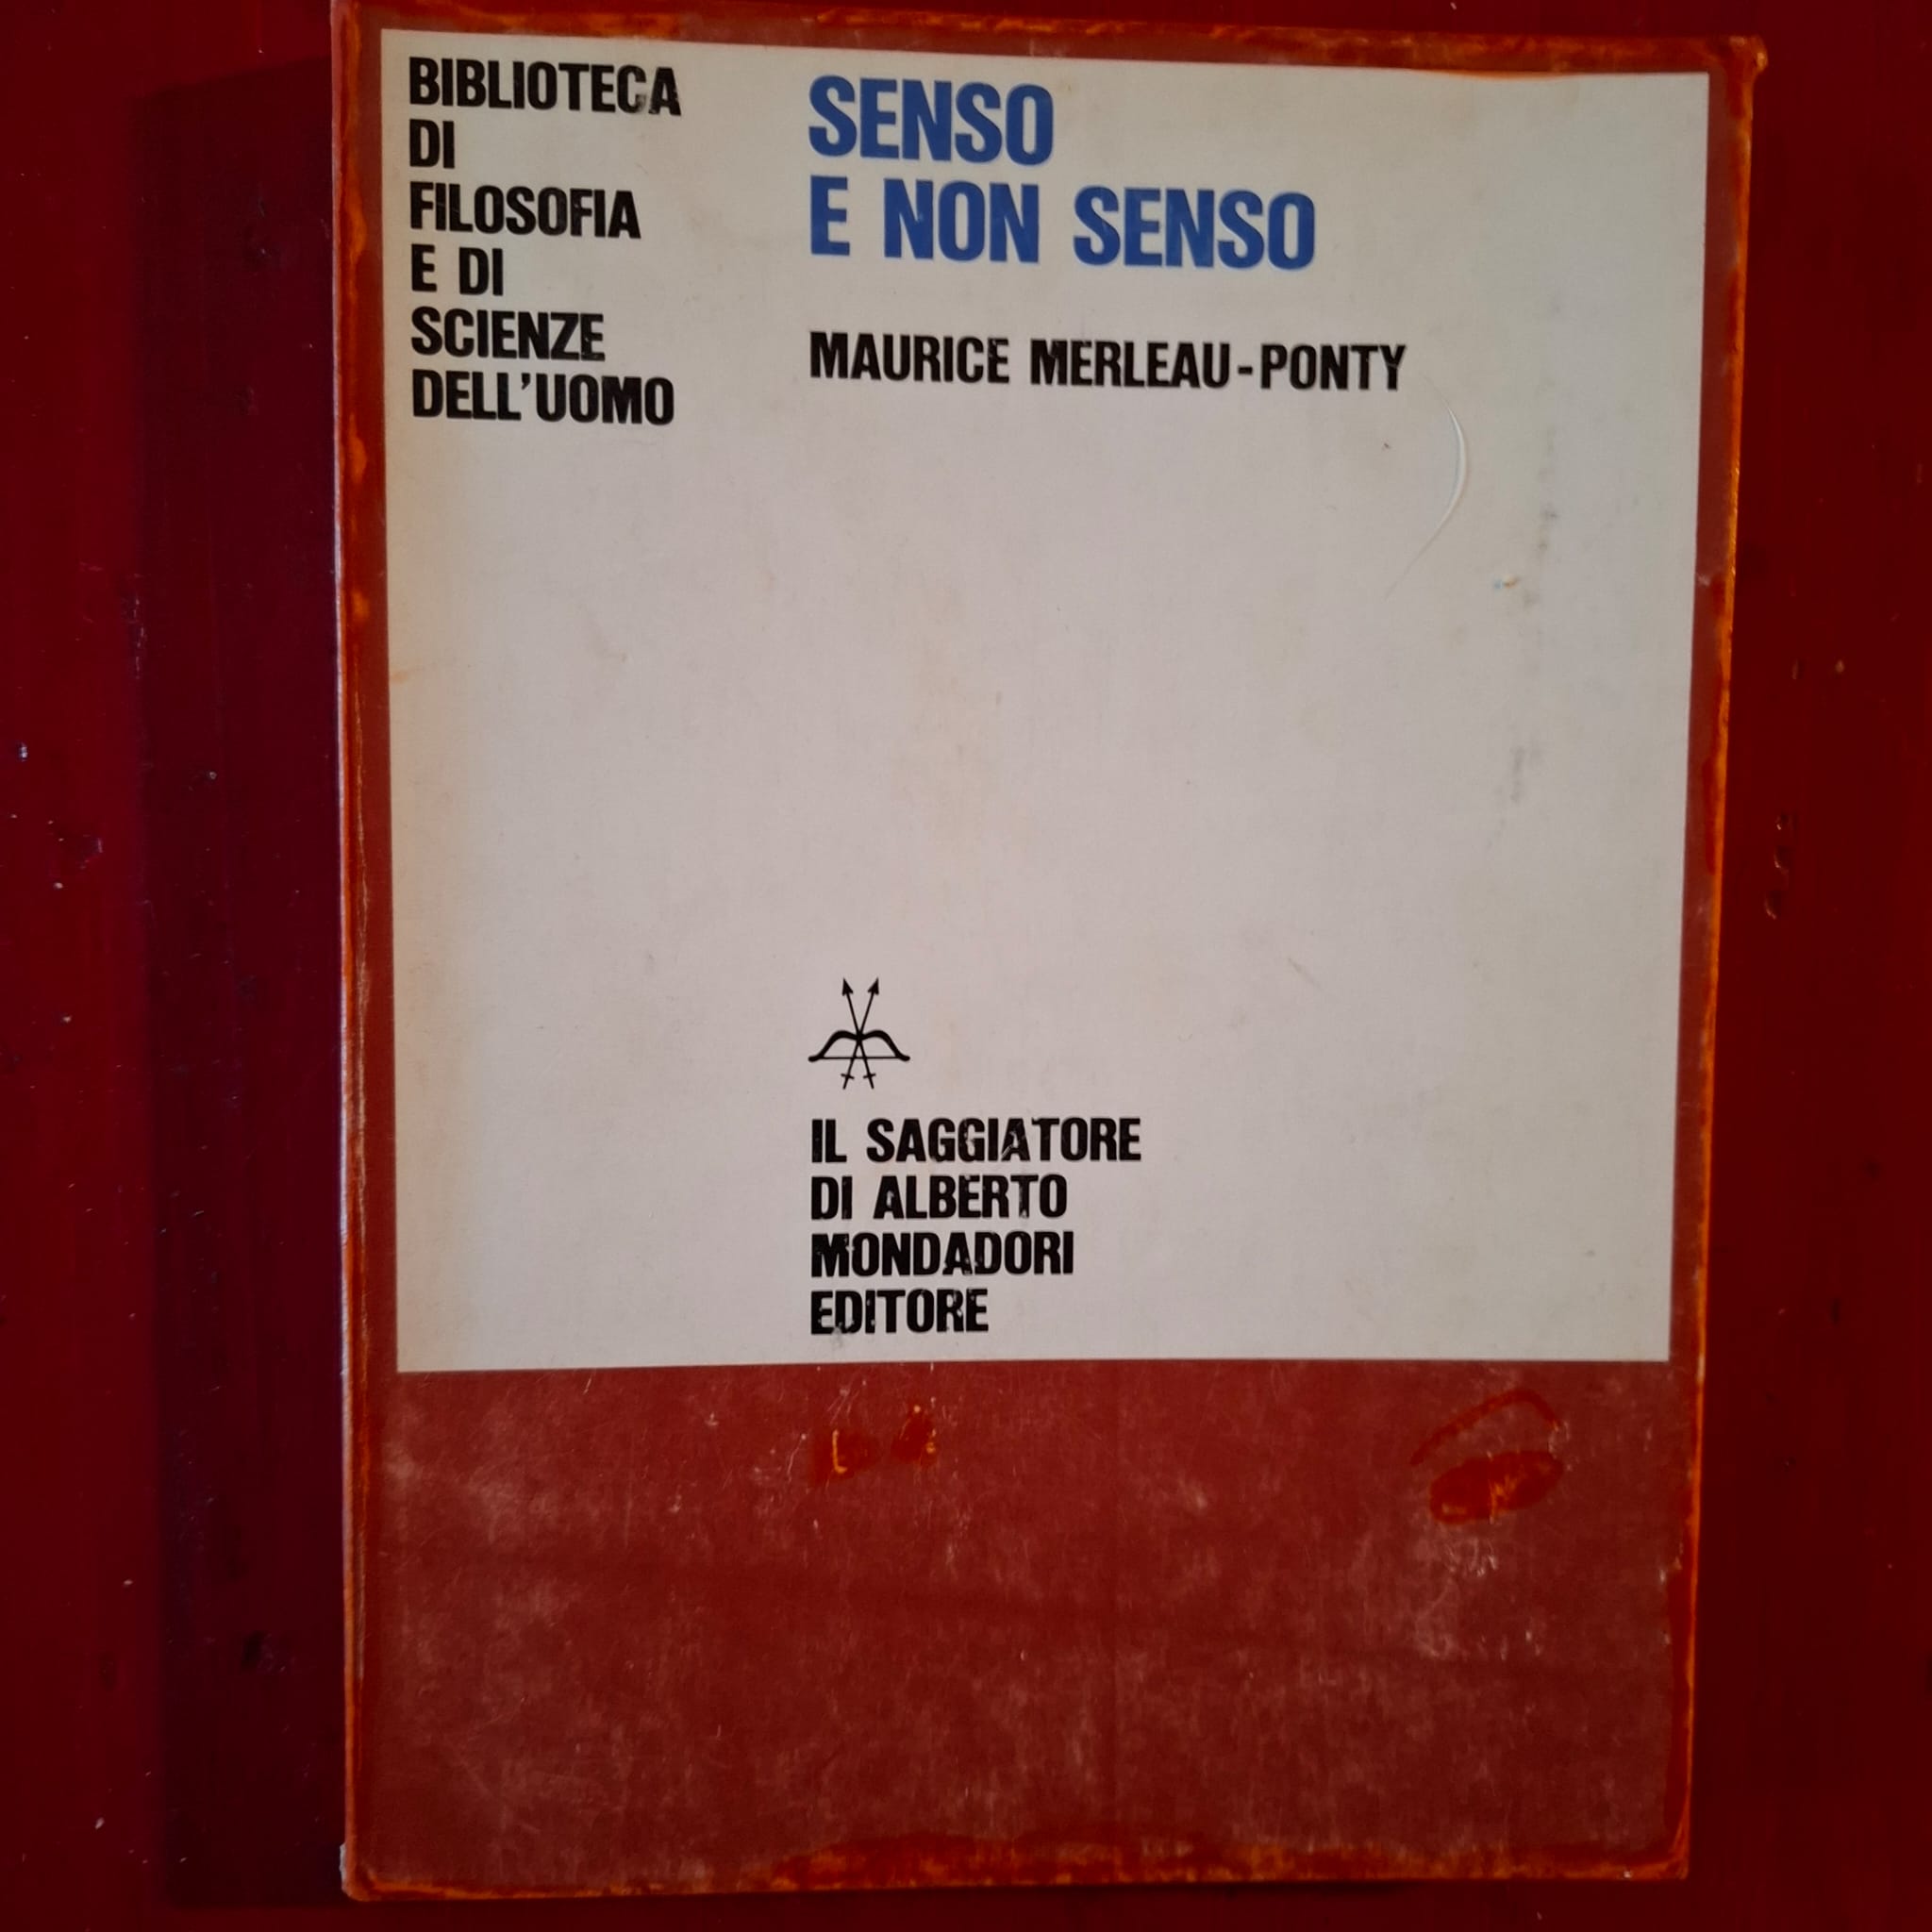 BIBLIOTECA
DI
FILOSOFIA
E DI
SCIENZE
DELL'UOMO
SENSO
E NON SENSO
MAURICE MERLEAU-PONTY
IL SAGGIATORE
DI ALBERTO
MONDADORI
EDITORE